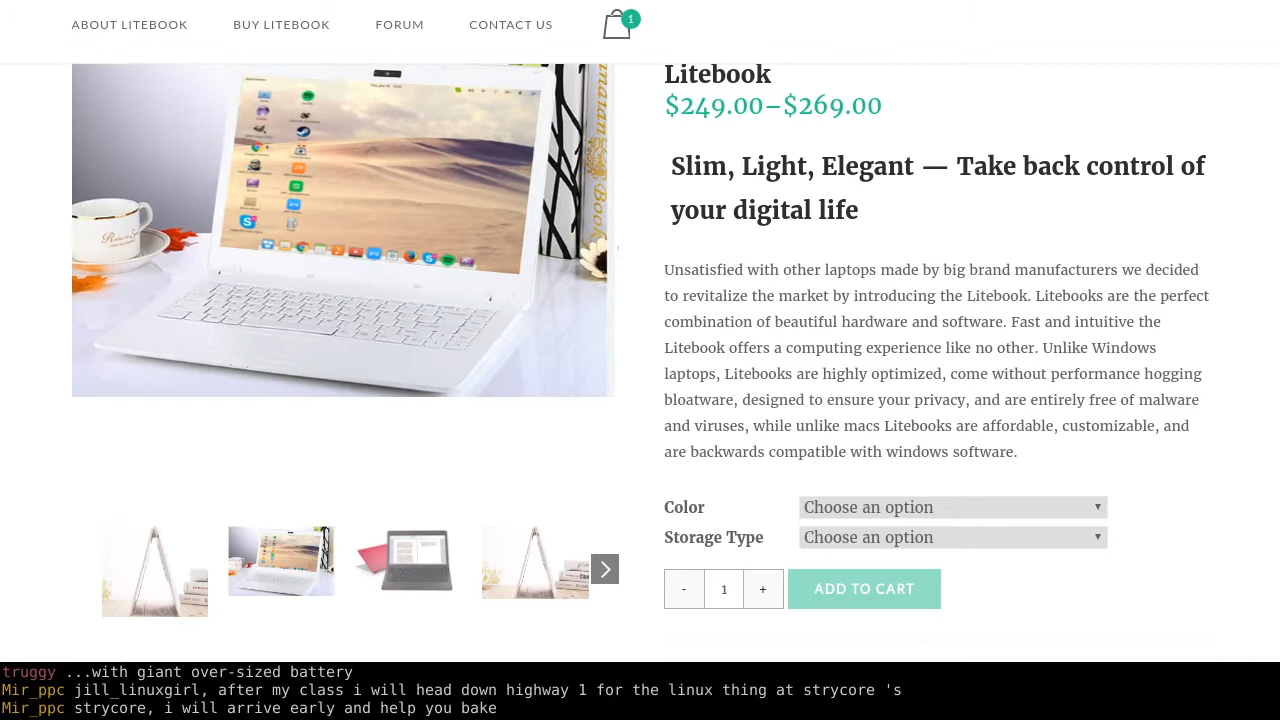 ABOUT LITEBOOK
BUY LITEBOOK
FORUM
CONTACT US
1
Litebook
$249.00–$269.00
Slim, Light, Elegant — Take back control of
your digital life
Unsatisfied with other laptops made by big brand manufacturers we decided
to revitalize the market by introducing the Litebook. Litebooks are the perfect
combination of beautiful hardware and software. Fast and intuitive the
Litebook offers a computing experience like no other. Unlike Windows
laptops, Litebooks are highly optimized, come without performance hogging
bloatware, designed to ensure your privacy, and are entirely free of malware
and viruses, while unlike macs Litebooks are affordable, customizable, and
are backwards compatible with windows software.
Color Choose an option
Storage Type Choose an option
- 1 + ADD TO CART
truggy ...with giant over-sized battery
Mir_ppc jill_linuxgirl, after my class i will head down highway 1 for the linux thing at strycore 's
Mir_ppc strycore, i will arrive early and help you bake